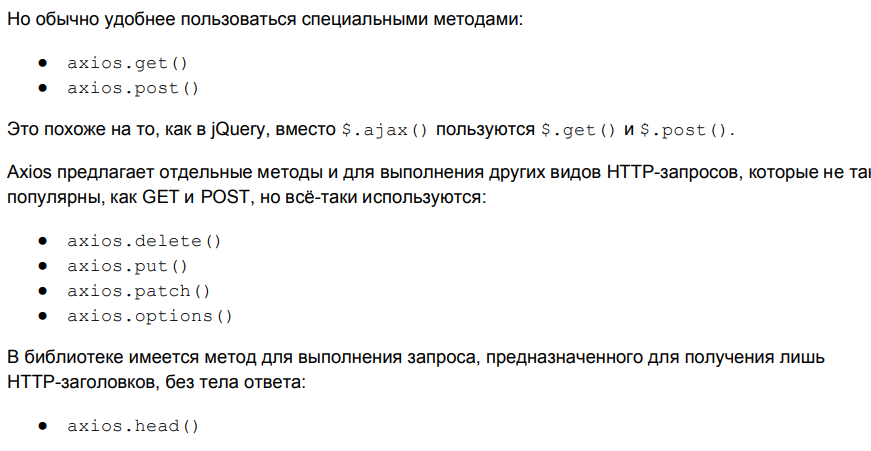 Но обычно удобнее пользоваться специальными методами:
● axios.get()
● axios.post()
Это похоже на то, как в jQuery, вместо $.ajax() пользуются $.get() и $.post().
Axios предлагает отдельные методы и для выполнения других видов HTTP-запросов, которые не так
популярны, как GET и POST, но всё-таки используются:
● axios.delete()
● axios.put()
● axios.patch()
● axios.options()
В библиотеке имеется метод для выполнения запроса, предназначенного для получения лишь
HTTP-заголовков, без тела ответа:
● axios.head()